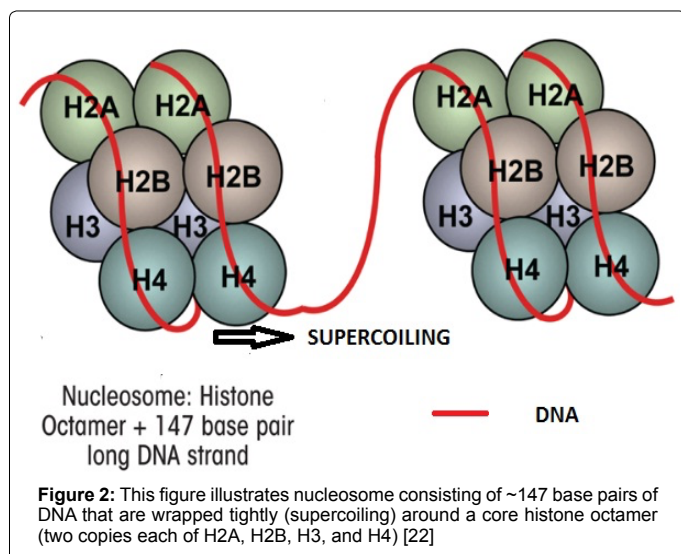 H2A H2A H2A H2A
H2B H2B H2B H2B
H3 H3 H3 H3
H4 H4 H4 H4
SUPERCOILING
Nucleosome: Histone
Octamer + 147 base pair
long DNA strand
DNA
Figure 2: This figure illustrates nucleosome consisting of ~147 base pairs of
DNA that are wrapped tightly (supercoiling) around a core histone octamer
(two copies each of H2A, H2B, H3, and H4) [22]